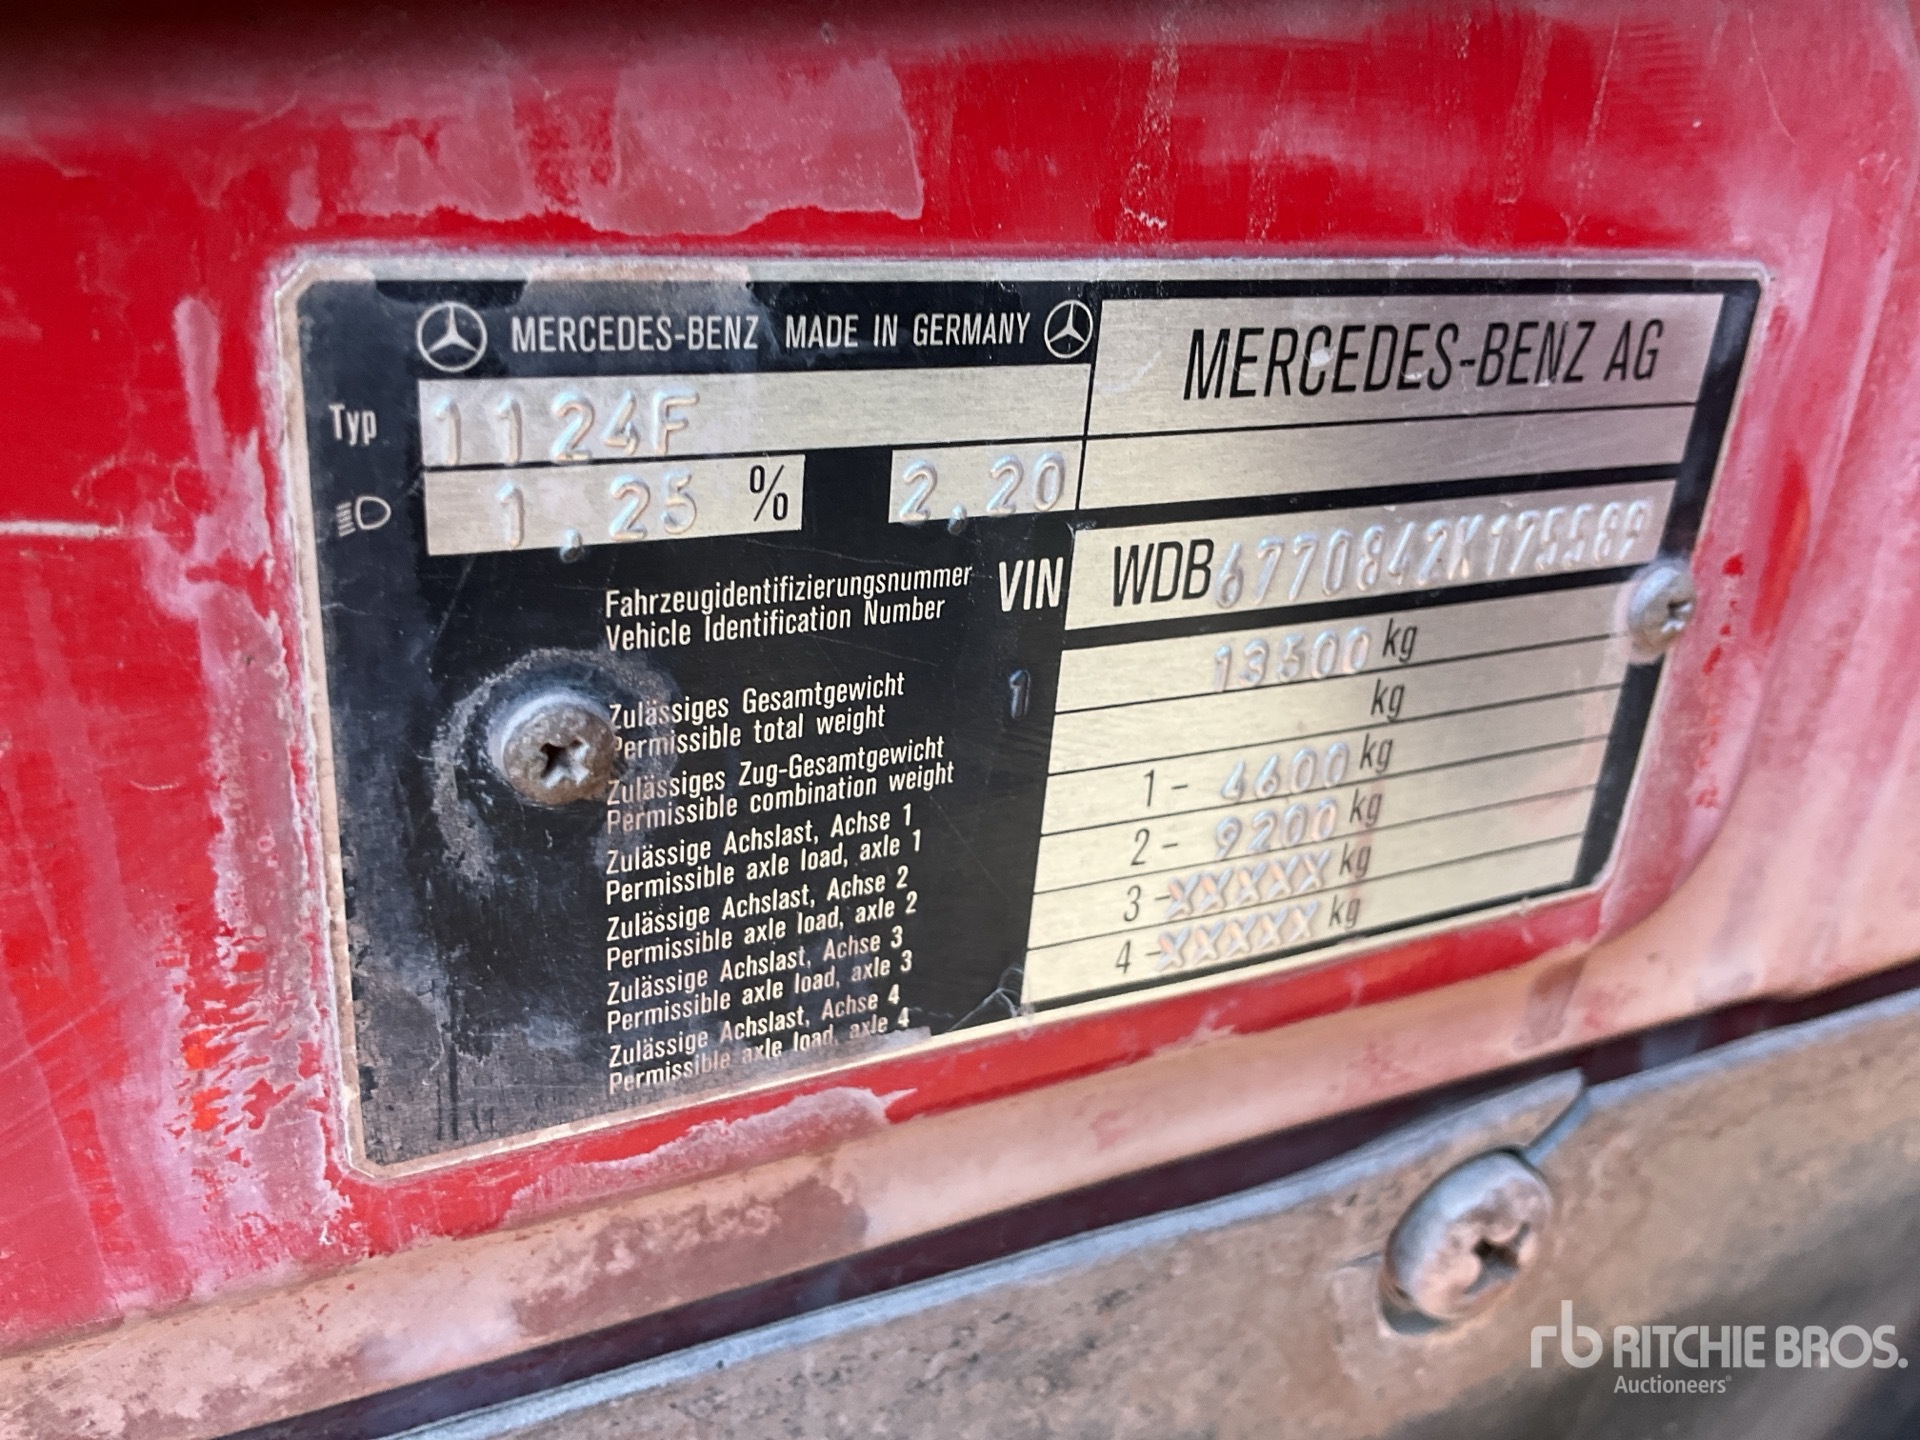 MERCEDES-BENZ MADE IN GERMANY
MERCEDES-BENZ AG
Typ 1124F
1,25 % 2,20
Fahrzeugidentifizierungsnummer
Vehicle Identification Number
VIN WDB6770842K175589
Zulässiges Gesamtgewicht
Permissible total weight
1 13500 kg
Zulässiges Zug-Gesamtgewicht
Permissible combination weight
kg
Zulässige Achslast, Achse 1
Permissible axle load, axle 1
1 - 4600 kg
Zulässige Achslast, Achse 2
Permissible axle load, axle 2
2 - 9200 kg
Zulässige Achslast, Achse 3
Permissible axle load, axle 3
3 - XXXXX kg
Zulässige Achslast, Achse 4
Permissible axle load, axle 4
4 - XXXXX kg
rb RITCHIE BROS.
Auctioneers